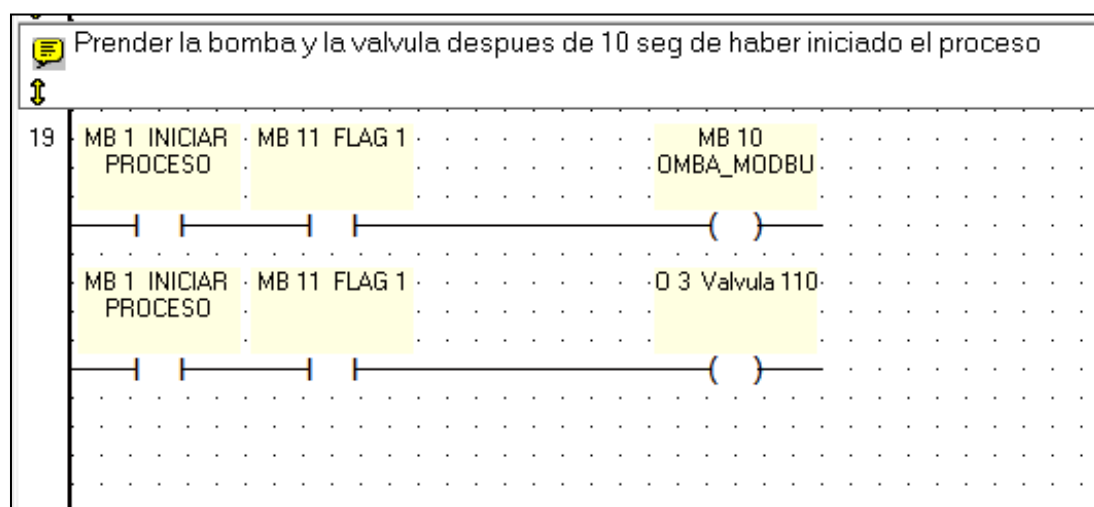 Prender la bomba y la valvula despues de 10 seg de haber iniciado el proceso
19
MB 1 INICIAR PROCESO
MB 11 FLAG 1
MB 10
OMBA_MODBU
MB 1 INICIAR PROCESO
MB 11 FLAG 1
O 3 Valvula 110